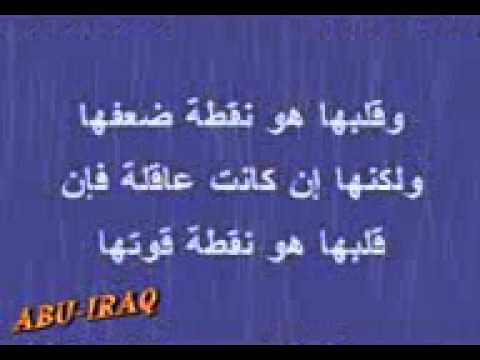 وقلبها هو نقطة ضعفها
ولكنها إن كانت عاقلة فإن
قلبها هو نقطة قوتها
ABU-IRAQ